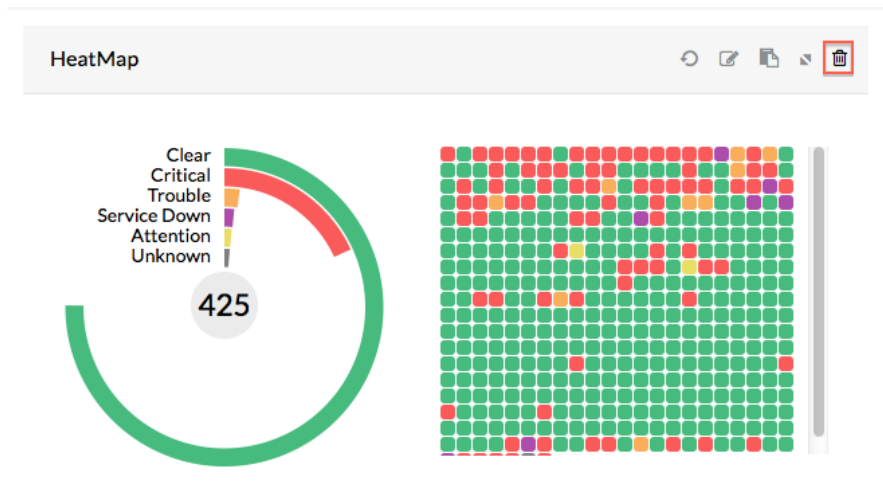 HeatMap
Clear
Critical
Trouble
Service Down
Attention
Unknown
425